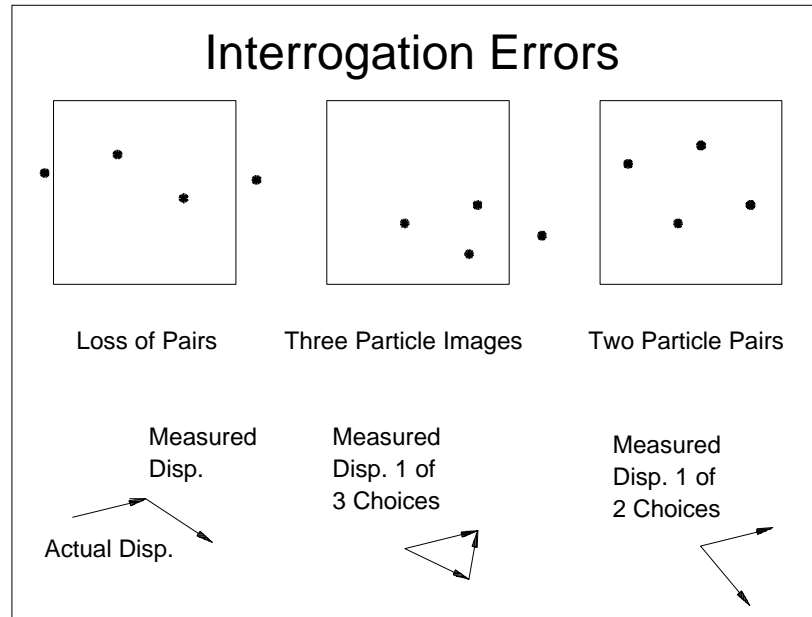 Interrogation Errors
Loss of Pairs
Three Particle Images
Two Particle Pairs
Measured
Disp.
Actual Disp.
Measured
Disp. 1 of
3 Choices
Measured
Disp. 1 of
2 Choices